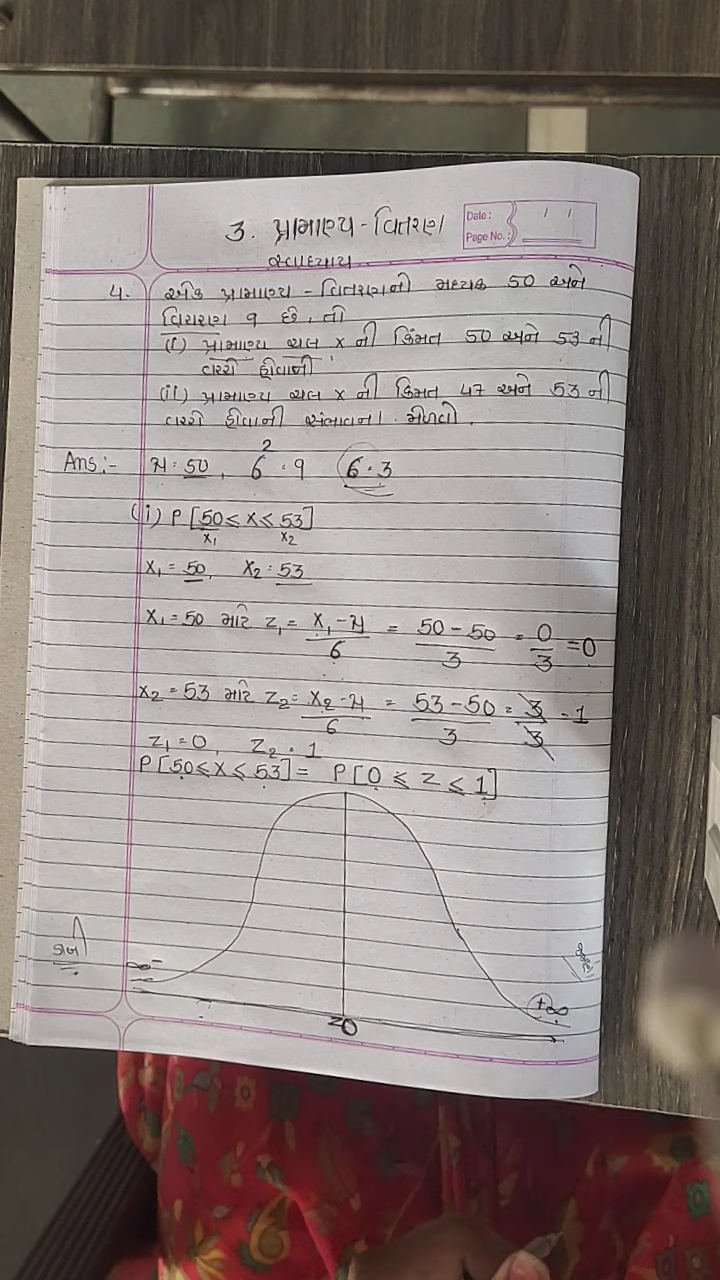 3. પ્રામાણ્ય - વિતરણ
Date : / /
Page No. :
સ્વાધ્યાય
4. એક પ્રામાણ્ય - વિતરણનો મધ્યક 50 અને
વિચરણ 9 છે, તો
(i) પ્રામાણ્ય ચલ x ની કિંમત 50 અને 53 ની
વચ્ચે હોવાની
(ii) પ્રામાણ્ય ચલ x ની કિંમત 47 અને 53 ની
વચ્ચે હોવાની સંભાવના મેળવો.
Ans :- μ = 50, σ² = 9 σ = 3
(i) P [50 ≤ x ≤ 53]
x₁ x₂
x₁ = 50, x₂ = 53
x₁ = 50 માટે z₁ = x₁ - μ / σ = 50 - 50 / 3 = 0 / 3 = 0
x₂ = 53 માટે z₂ = x₂ - μ / σ = 53 - 50 / 3 = 3 / 3 = 1
z₁ = 0, z₂ = 1
P [50 ≤ x ≤ 53] = P [0 ≤ z ≤ 1]
∞⁻
+∞
z0